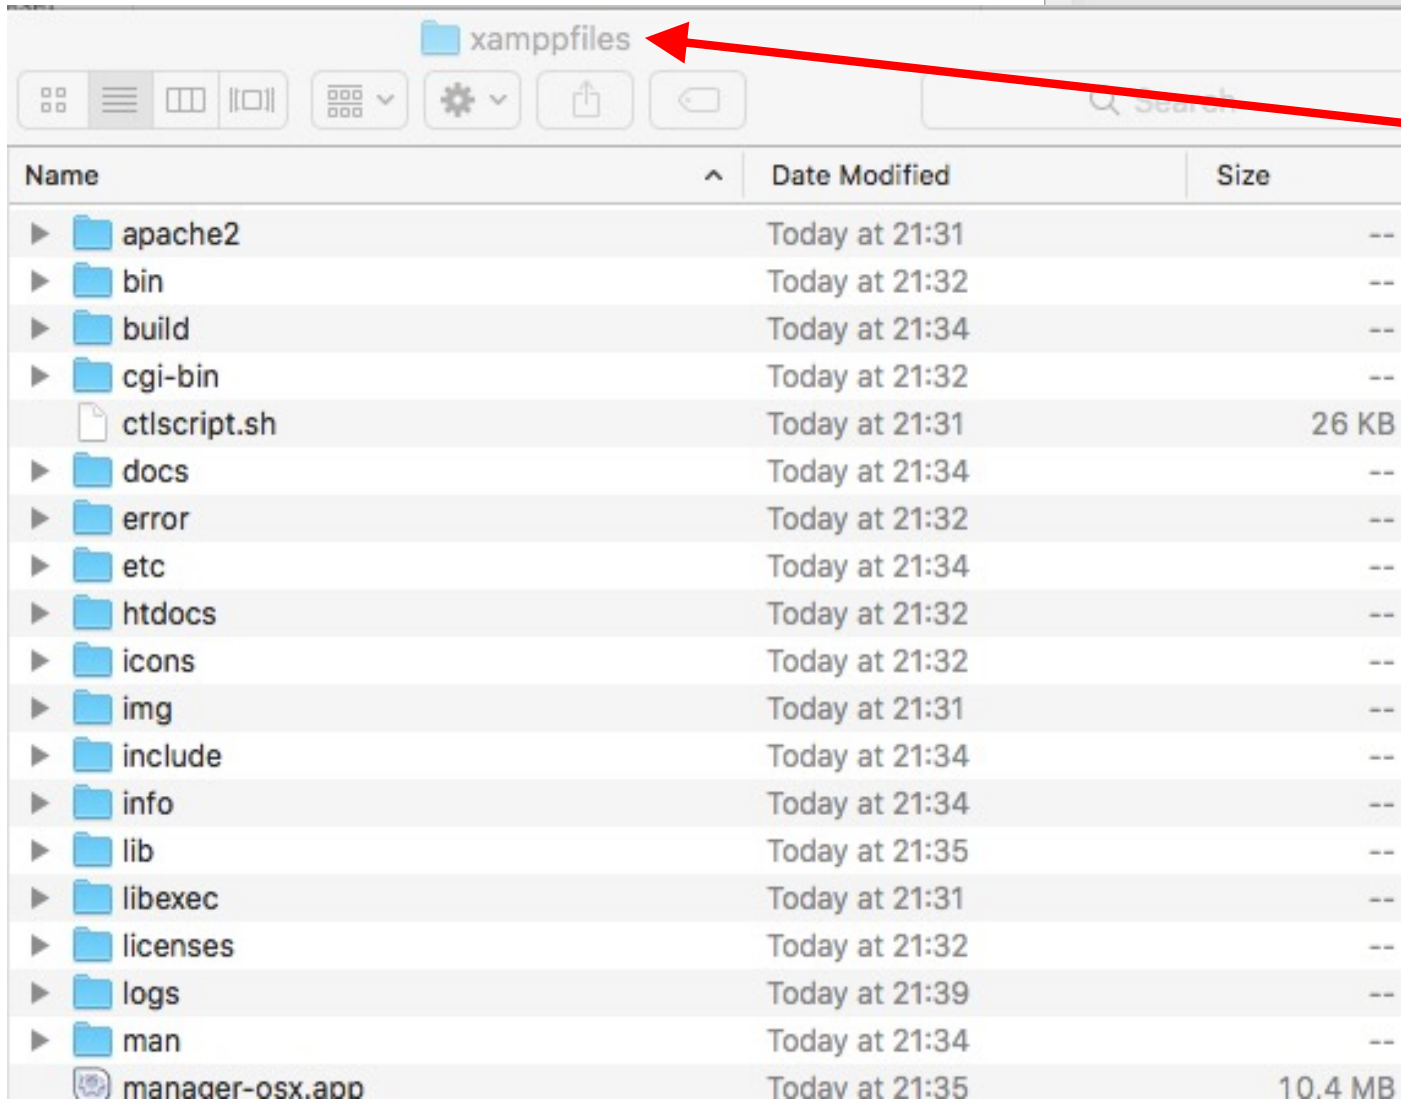 xamppfiles
Search
Name Date Modified Size
apache2 Today at 21:31 --
bin Today at 21:32 --
build Today at 21:34 --
cgi-bin Today at 21:32 --
ctlscript.sh Today at 21:31 26 KB
docs Today at 21:34 --
error Today at 21:32 --
etc Today at 21:34 --
htdocs Today at 21:32 --
icons Today at 21:32 --
img Today at 21:31 --
include Today at 21:34 --
info Today at 21:34 --
lib Today at 21:35 --
libexec Today at 21:31 --
licenses Today at 21:32 --
logs Today at 21:39 --
man Today at 21:34 --
manager-osx.app Today at 21:35 10,4 MB